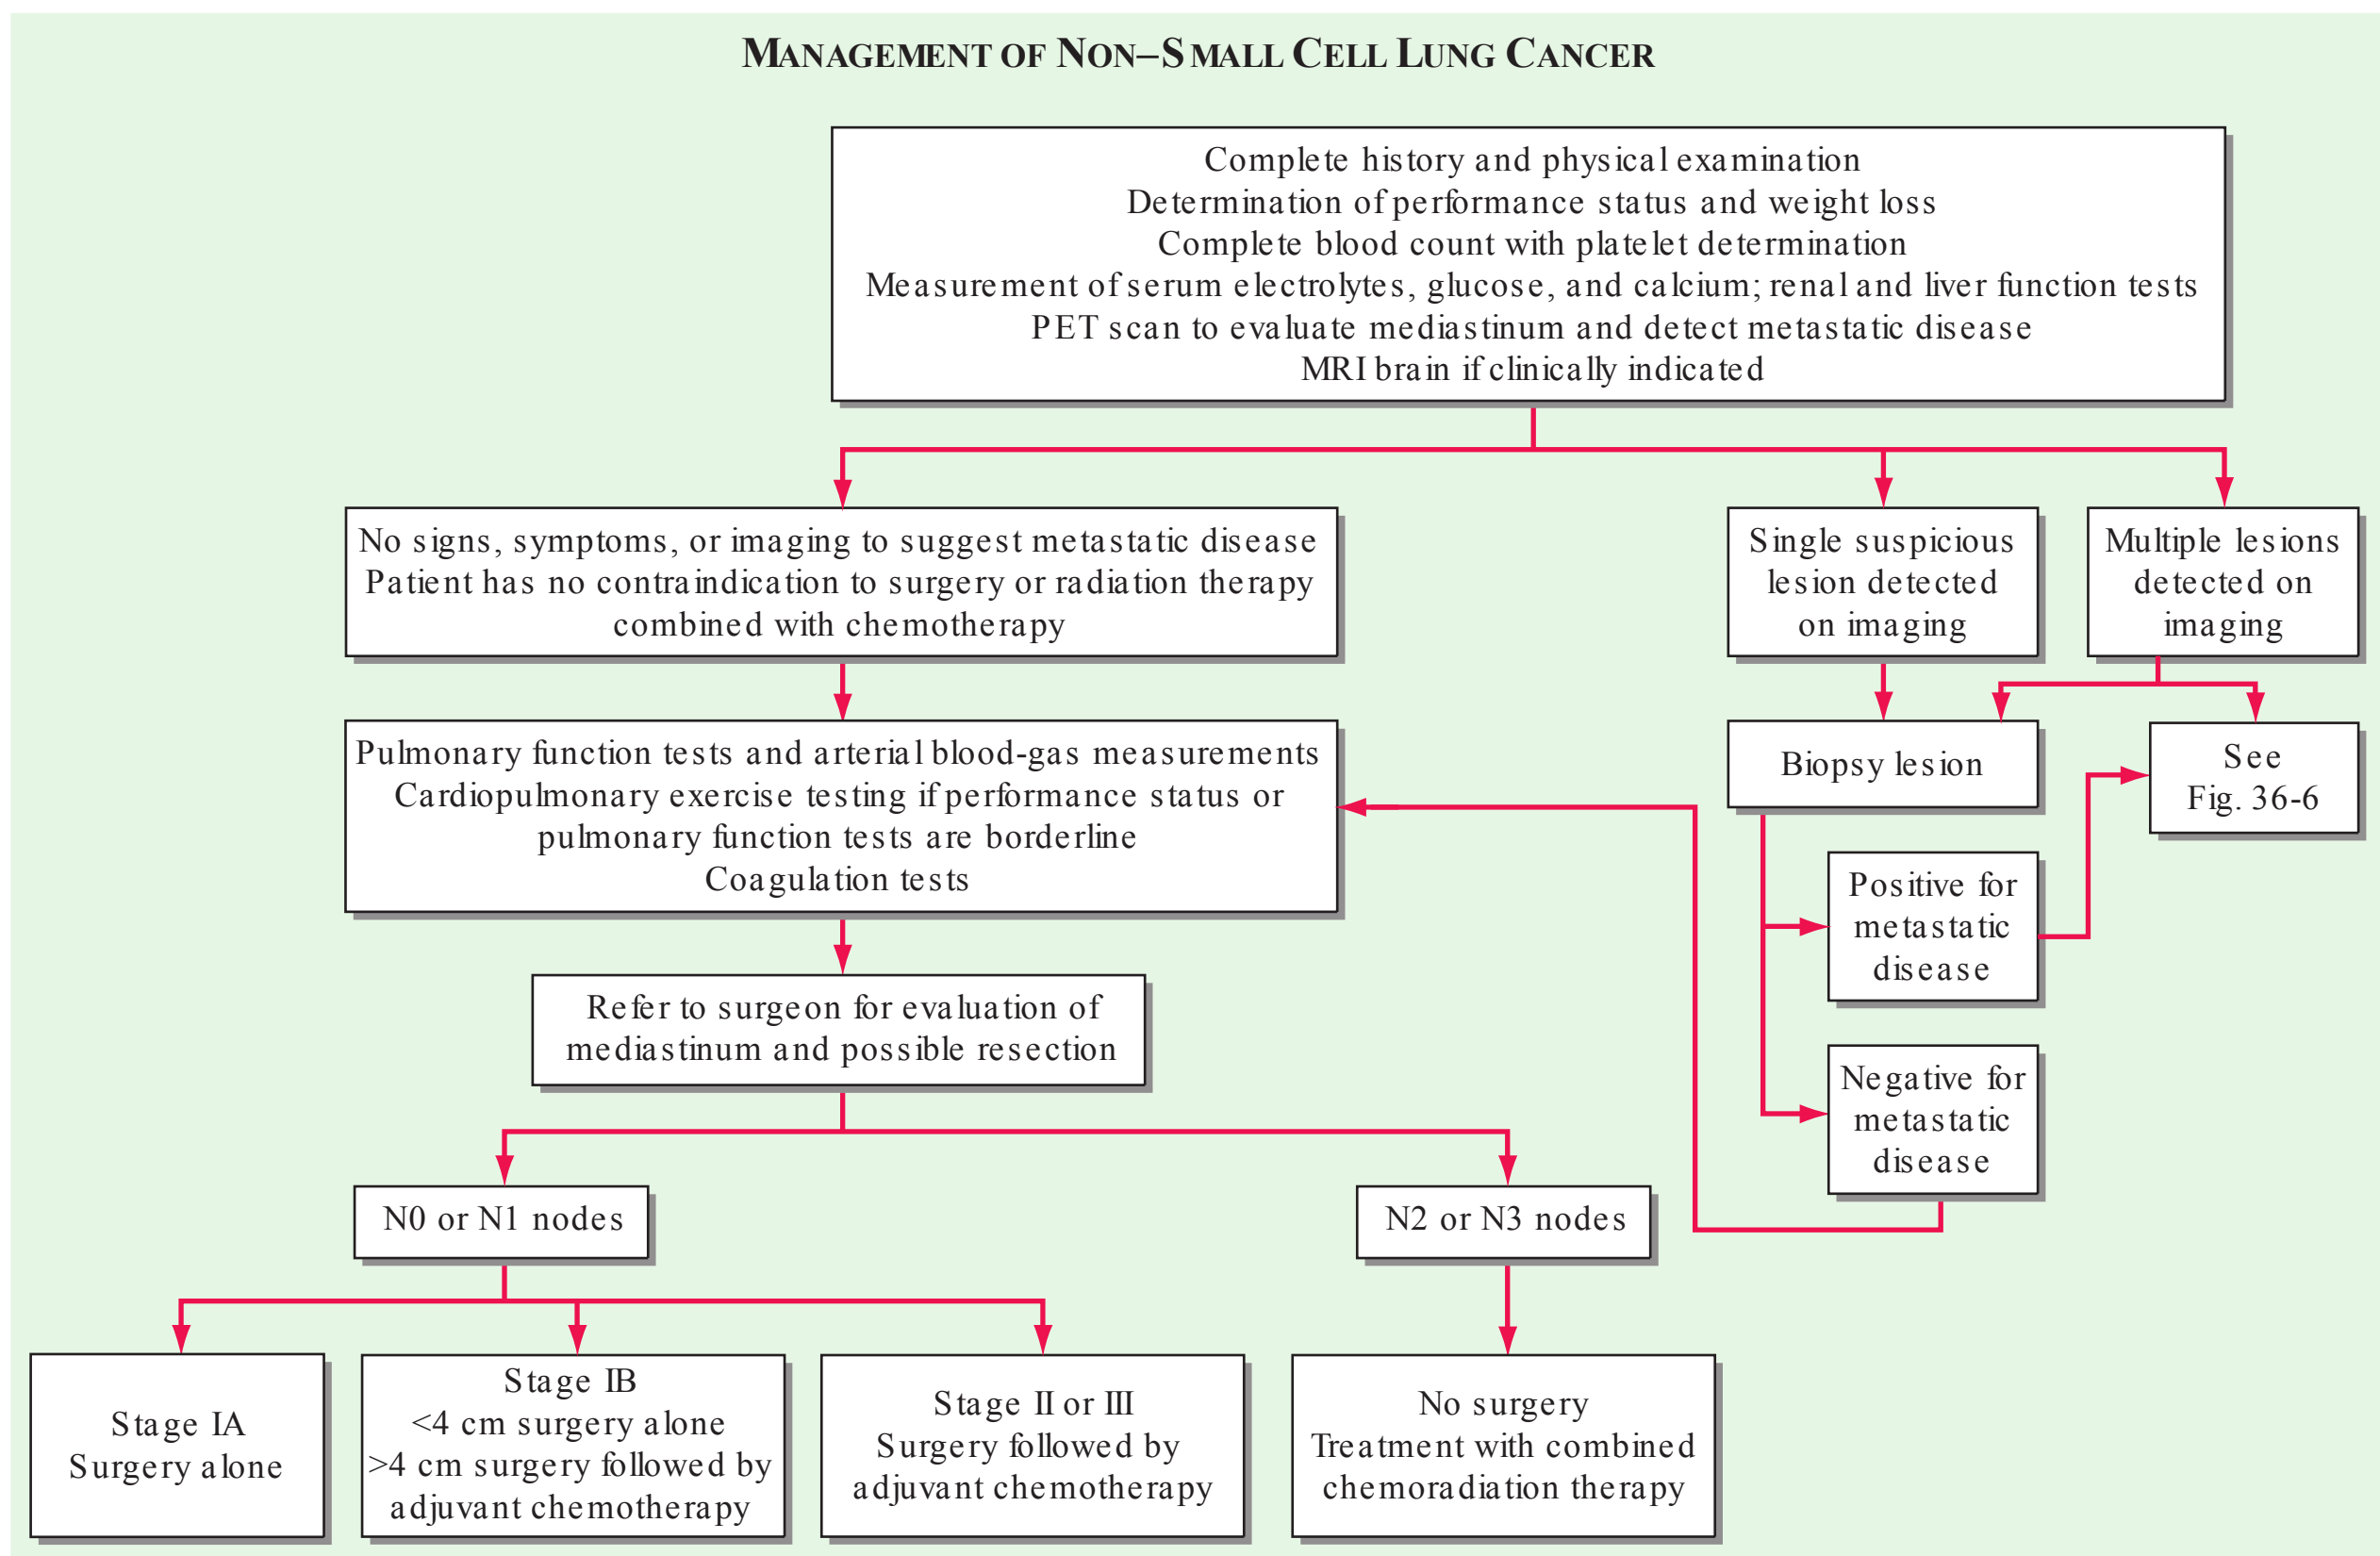 MANAGEMENT OF NON–SMALL CELL LUNG CANCER
Complete history and physical examination
Determination of performance status and weight loss
Complete blood count with platelet determination
Measurement of serum electrolytes, glucose, and calcium; renal and liver function tests
PET scan to evaluate mediastinum and detect metastatic disease
MRI brain if clinically indicated
No signs, symptoms, or imaging to suggest metastatic disease
Patient has no contraindication to surgery or radiation therapy
combined with chemotherapy
Single suspicious
lesion detected
on imaging
Multiple lesions
detected on
imaging
Pulmonary function tests and arterial blood-gas measurements
Cardiopulmonary exercise testing if performance status or
pulmonary function tests are borderline
Coagulation tests
Biopsy lesion
See
Fig. 36-6
Positive for
metastatic
disease
Refer to surgeon for evaluation of
mediastinum and possible resection
Negative for
metastatic
disease
N0 or N1 nodes
N2 or N3 nodes
Stage IA
Surgery alone
Stage IB
<4 cm surgery alone
>4 cm surgery followed by
adjuvant chemotherapy
Stage II or III
Surgery followed by
adjuvant chemotherapy
No surgery
Treatment with combined
chemoradiation therapy